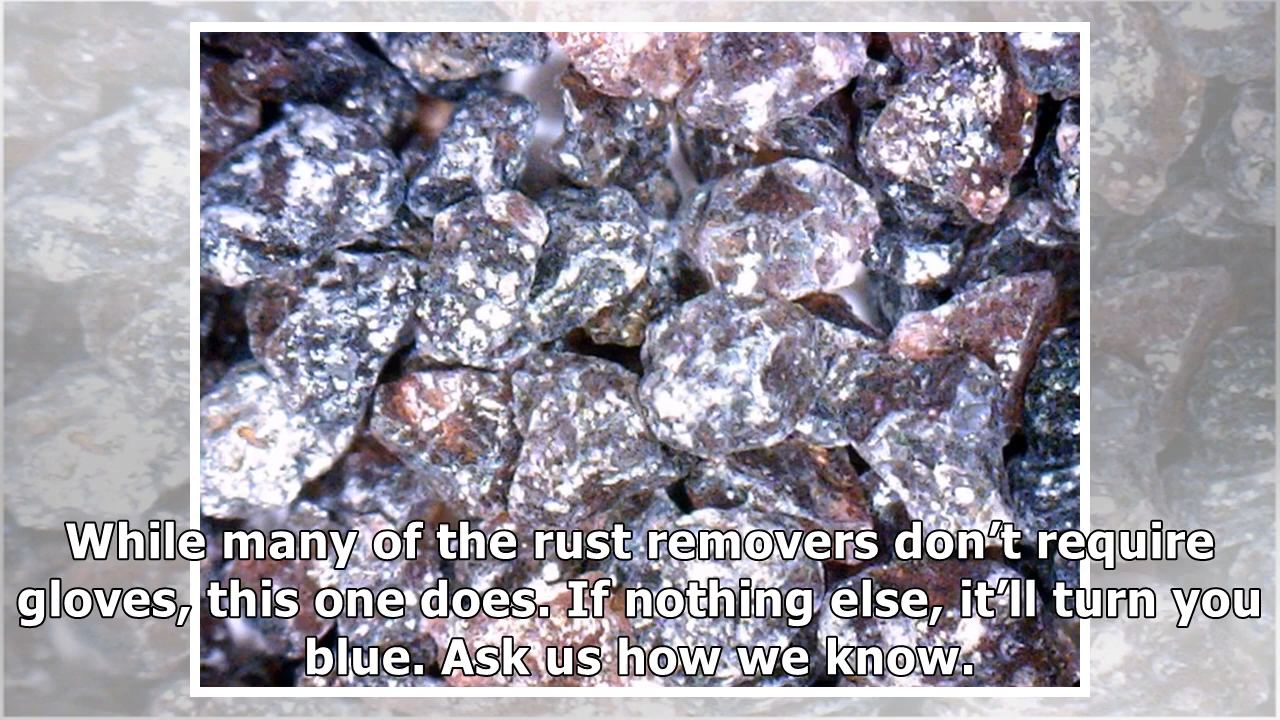 While many of the rust removers don’t require
gloves, this one does. If nothing else, it’ll turn you
blue. Ask us how we know.